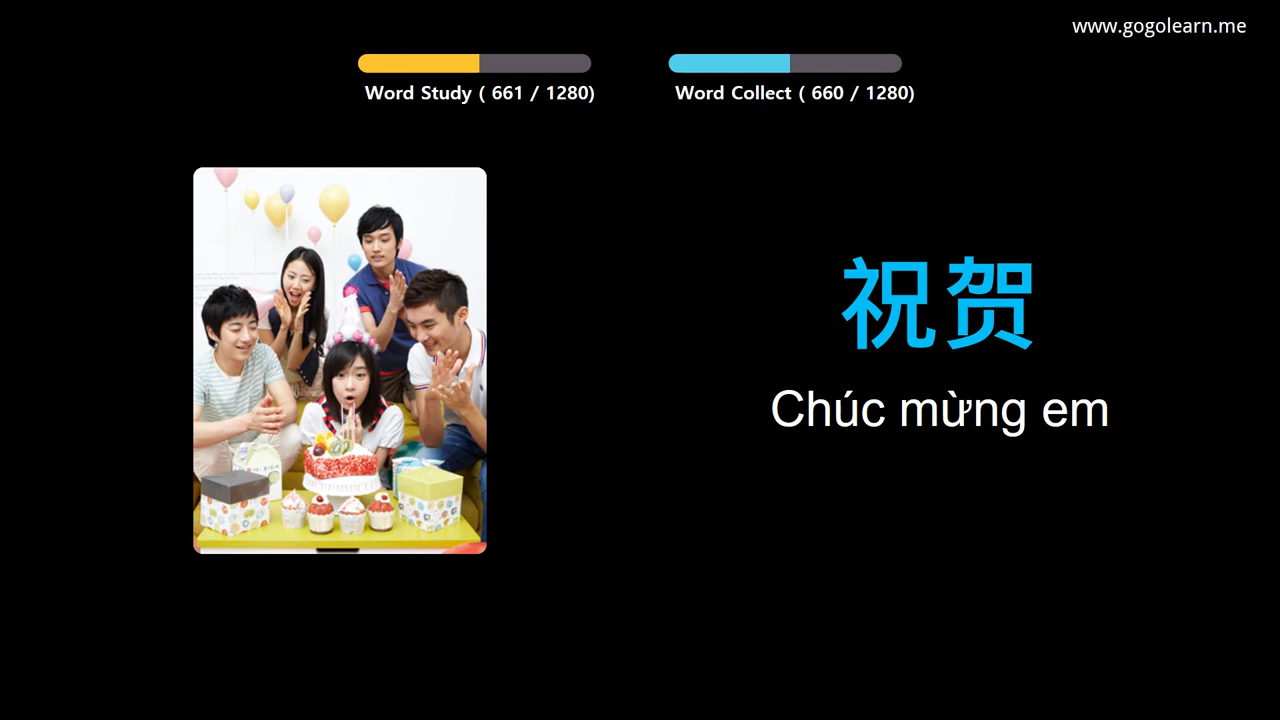 www.gogolearn.me
Word Study ( 661 / 1280)
Word Collect ( 660 / 1280)
祝贺
Chúc mừng em